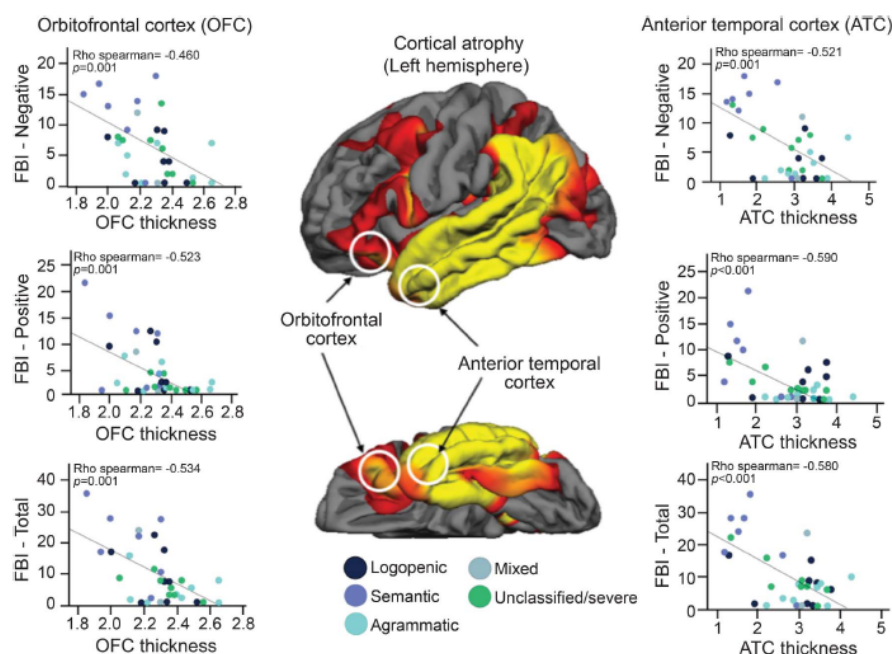 Orbitofrontal cortex (OFC)
Rho spearman= -0.460
p=0.001
FBI - Negative
20
15
10
5
0
1.8 2.0 2.2 2.4 2.6 2.8
OFC thickness
Rho spearman= -0.523
p=0.001
FBI - Positive
25
20
15
10
5
0
1.8 2.0 2.2 2.4 2.6 2.8
OFC thickness
Rho spearman= -0.534
p=0.001
FBI - Total
40
30
20
10
0
1.8 2.0 2.2 2.4 2.6 2.8
OFC thickness
Cortical atrophy
(Left hemisphere)
Orbitofrontal
cortex
Anterior temporal
cortex
Logopenic
Semantic
Agrammatic
Mixed
Unclassified/severe
Anterior temporal cortex (ATC)
Rho spearman= -0.521
p=0.001
FBI - Negative
20
15
10
5
0
1 2 3 4 5
ATC thickness
Rho spearman= -0.590
p<0.001
FBI - Positive
25
20
15
10
5
0
1 2 3 4 5
ATC thickness
Rho spearman= -0.580
p<0.001
FBI - Total
40
30
20
10
0
1 2 3 4 5
ATC thickness